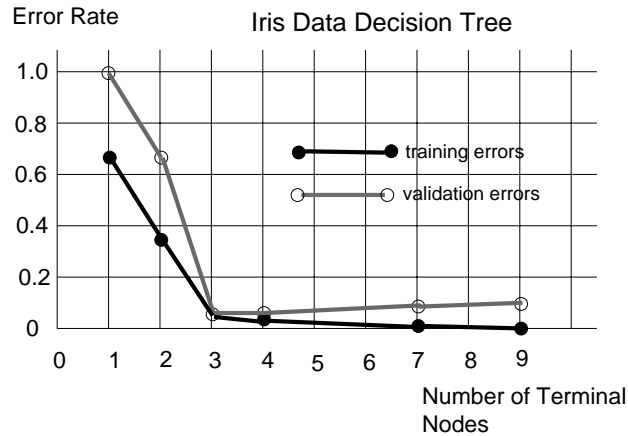 Error Rate
Iris Data Decision Tree
1.0
0.8
0.6
0.4
0.2
0
training errors
validation errors
0 1 2 3 4 5 6 7 8 9
Number of Terminal
Nodes